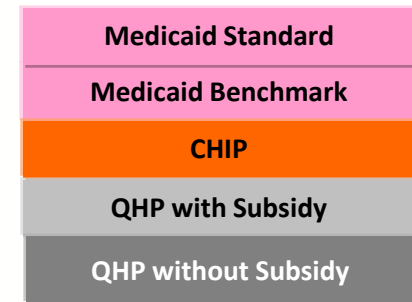 Medicaid Standard
Medicaid Benchmark
CHIP
QHP with Subsidy
QHP without Subsidy